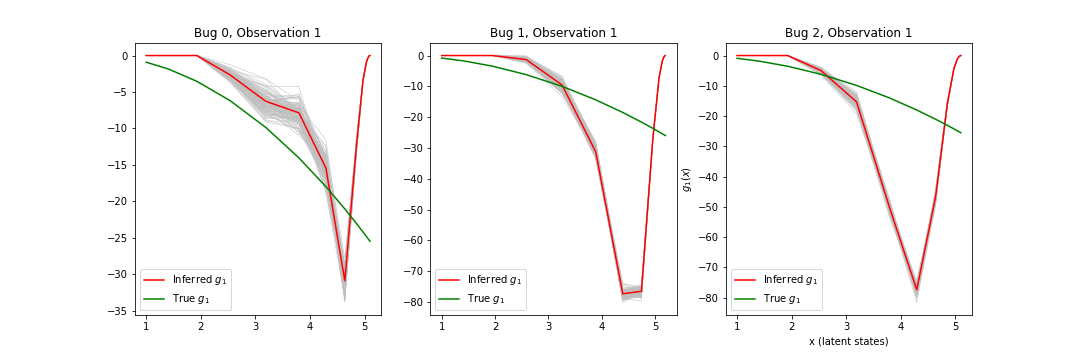 Bug 0, Observation 1
0
−5
−10
−15
−20
−25
−30
−35
1 2 3 4 5
Inferred g₁
True g₁
Bug 1, Observation 1
0
−10
−20
−30
−40
−50
−60
−70
−80
1 2 3 4 5
Inferred g₁
True g₁
Bug 2, Observation 1
g₁(x)
0
−10
−20
−30
−40
−50
−60
−70
−80
1 2 3 4 5
x (latent states)
Inferred g₁
True g₁